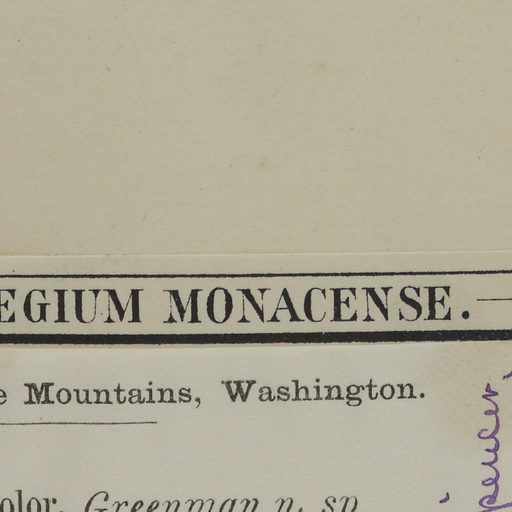 EGIUM MONACENSE.
e Mountains, Washington.
olor, Greenman n. sp